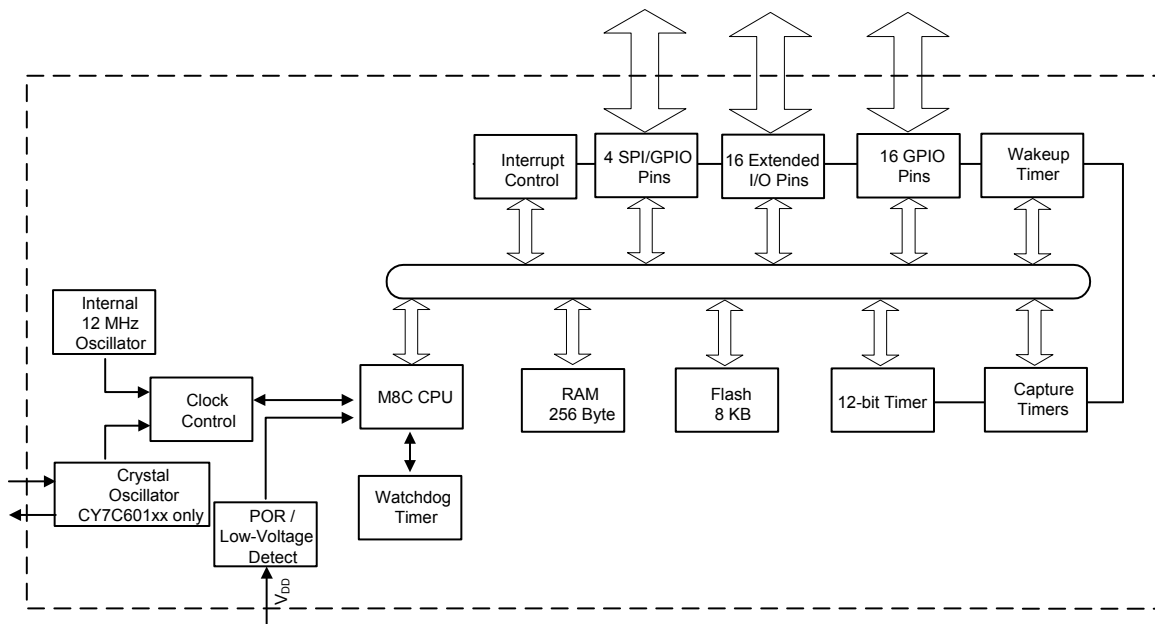 Interrupt
Control
4 SPI/GPIO
Pins
16 Extended
I/O Pins
16 GPIO
Pins
Wakeup
Timer
Internal
12 MHz
Oscillator
Clock
Control
M8C CPU
RAM
256 Byte
Flash
8 KB
12-bit Timer
Capture
Timers
Crystal
Oscillator
CY7C601xx only
POR /
Low-Voltage
Detect
Watchdog
Timer
VDD